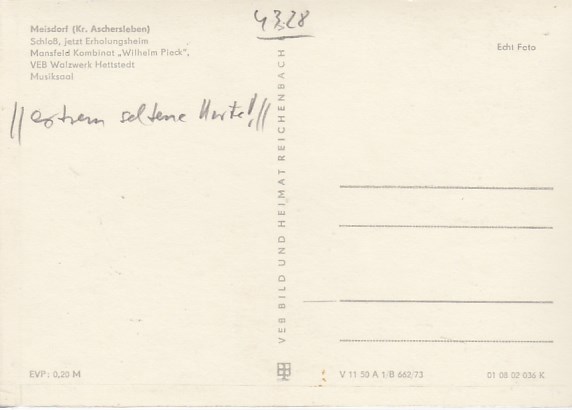 4328
Meisdorf (Kr. Aschersleben)
Schloß, jetzt Erholungsheim
Mansfeld Kombinat „Wilhelm Pieck",
VEB Walzwerk Hettstedt
Musiksaal
Echt Foto
// extrem seltene Karte! //
VEB BILD UND HEIMAT REICHENBACH
EVP: 0,20 M
V 11 50 A 1/B 662/73
01 08 02 036 K